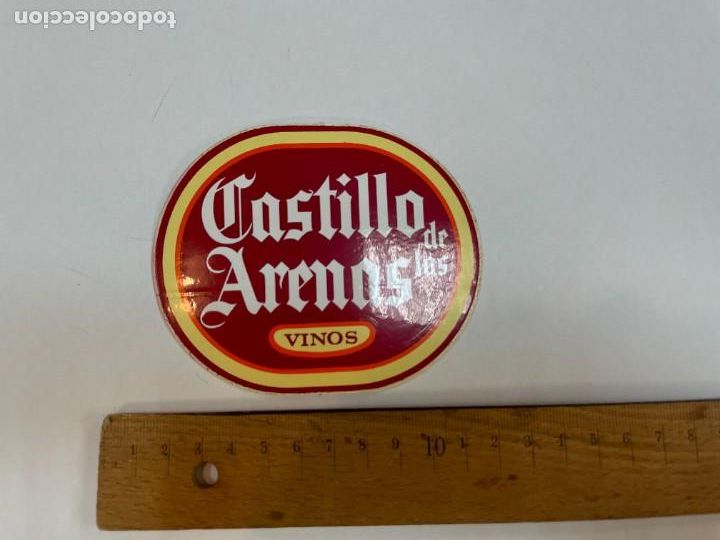 todocoleccion
Castillo
de las
Arenas
VINOS
1 2 3 4 5 6 7 8 9 10 1 2 3 4 5 6 7 8